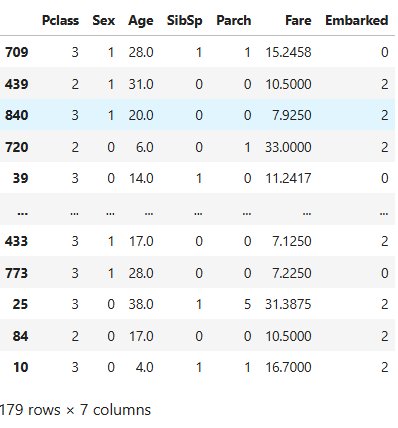 Pclass Sex Age SibSp Parch Fare Embarked
709 3 1 28.0 1 1 15.2458 0
439 2 1 31.0 0 0 10.5000 2
840 3 1 20.0 0 0 7.9250 2
720 2 0 6.0 0 1 33.0000 2
39 3 0 14.0 1 0 11.2417 0
... ... ... ... ... ... ... ...
433 3 1 17.0 0 0 7.1250 2
773 3 1 28.0 0 0 7.2250 0
25 3 0 38.0 1 5 31.3875 2
84 2 0 17.0 0 0 10.5000 2
10 3 0 4.0 1 1 16.7000 2
179 rows × 7 columns